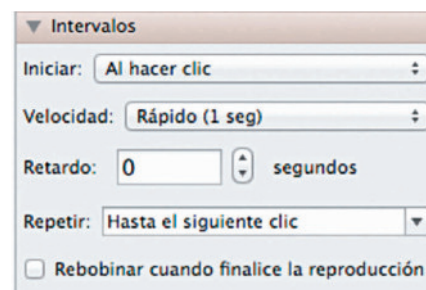 Intervalos
Iniciar: Al hacer clic
Velocidad: Rápido (1 seg)
Retardo: 0 segundos
Repetir: Hasta el siguiente clic
Rebobinar cuando finalice la reproducción